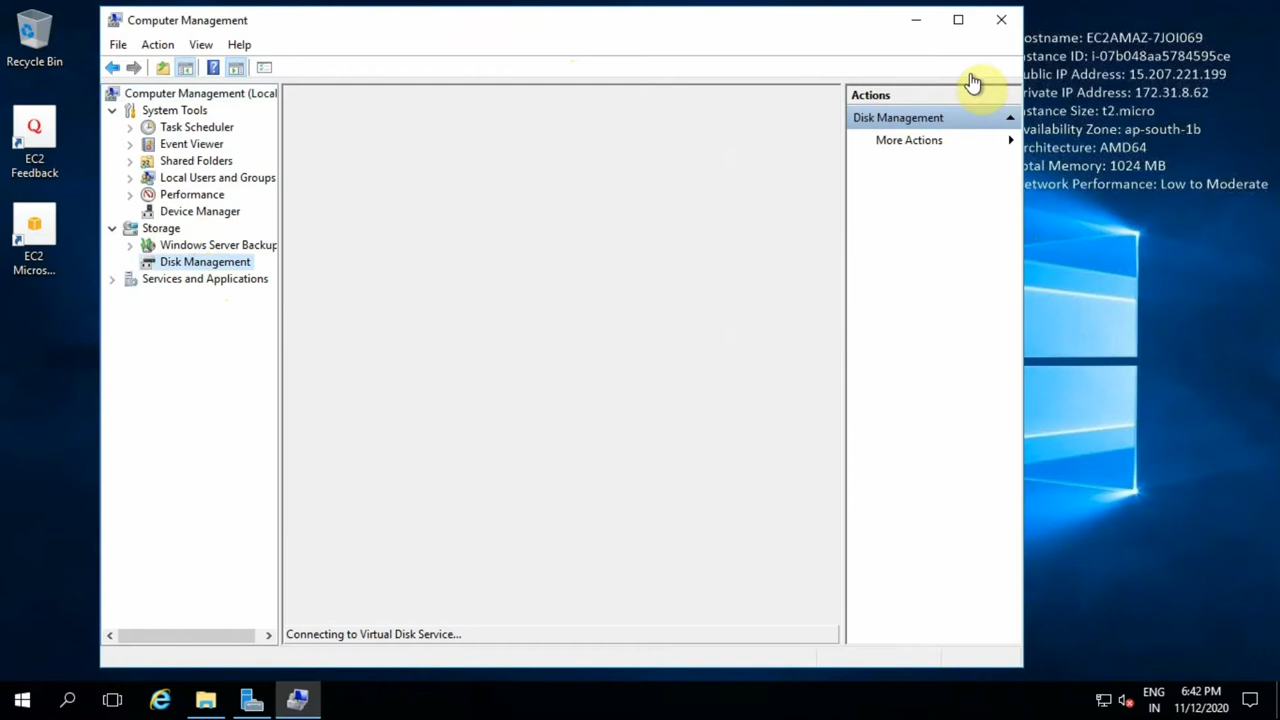 Recycle Bin
EC2
Feedback
EC2
Micros...
Computer Management
File Action View Help
Computer Management (Local
System Tools
Task Scheduler
Event Viewer
Shared Folders
Local Users and Groups
Performance
Device Manager
Storage
Windows Server Backup
Disk Management
Services and Applications
Connecting to Virtual Disk Service...
Actions
Disk Management
More Actions
ostname: EC2AMAZ-7JOI069
nstance ID: i-07b048aa5784595ce
ublic IP Address: 15.207.221.199
rivate IP Address: 172.31.8.62
nstance Size: t2.micro
vailability Zone: ap-south-1b
rchitecture: AMD64
otal Memory: 1024 MB
etwork Performance: Low to Moderate
ENG
IN
6:42 PM
11/12/2020